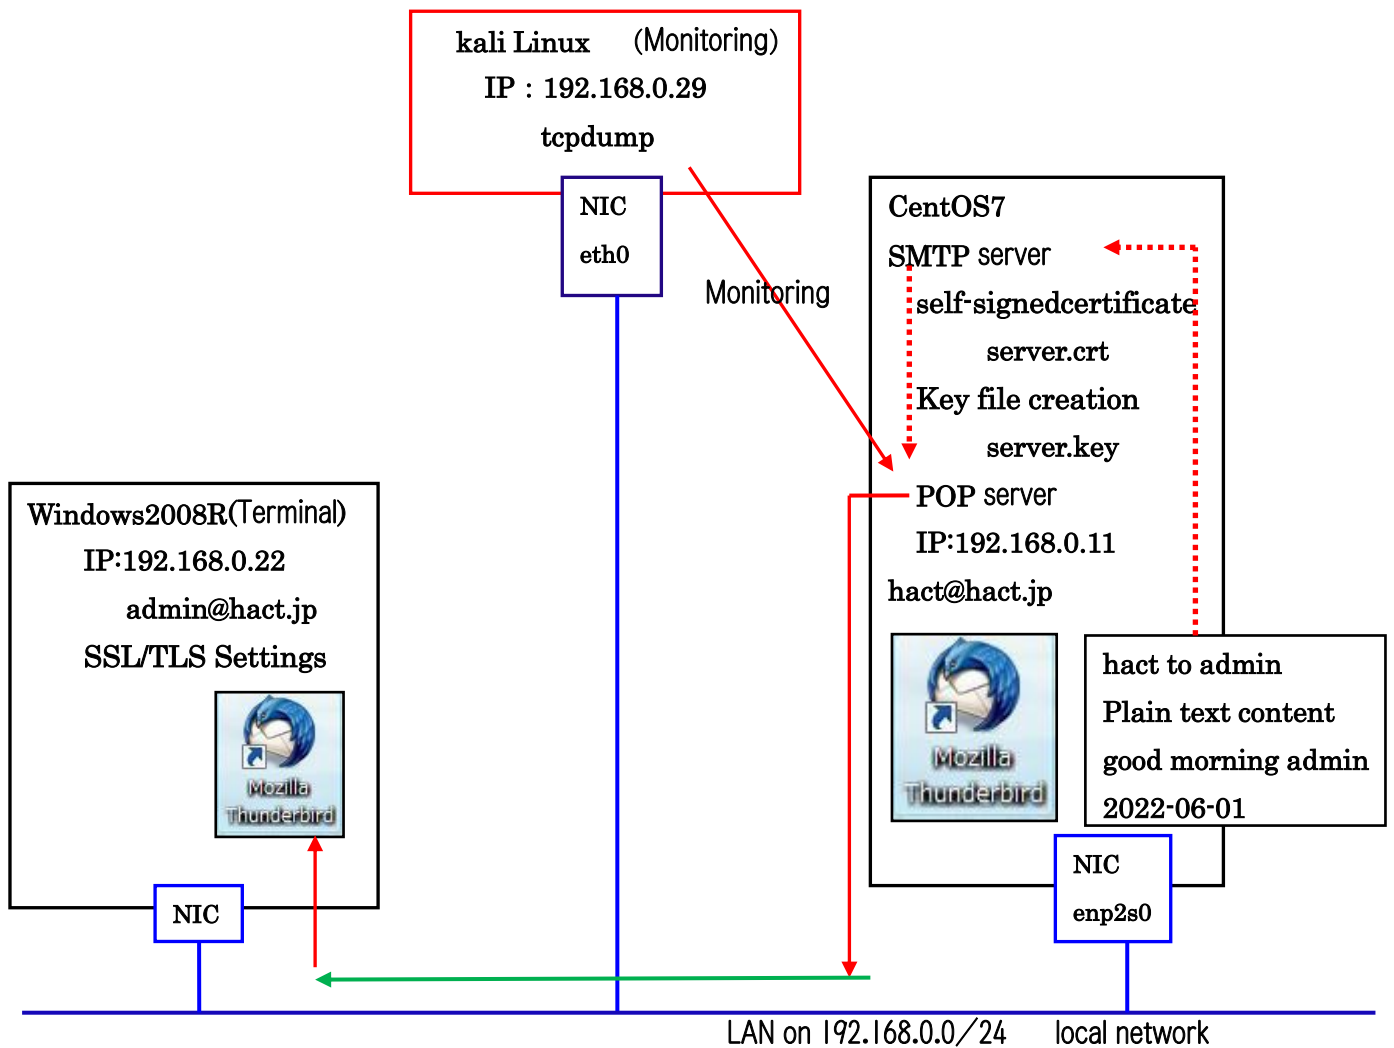 kali Linux (Monitoring)
IP：192.168.0.29
tcpdump
NIC
eth0
Monitoring
CentOS7
SMTP server
self-signedcertificate
server.crt
Key file creation
server.key
POP server
IP:192.168.0.11
hact@hact.jp
Mozilla
Thunderbird
hact to admin
Plain text content
good morning admin
2022-06-01
NIC
enp2s0
Windows2008R(Terminal)
IP:192.168.0.22
admin@hact.jp
SSL/TLS Settings
Mozilla
Thunderbird
NIC
LAN on 192.168.0.0／24 local network